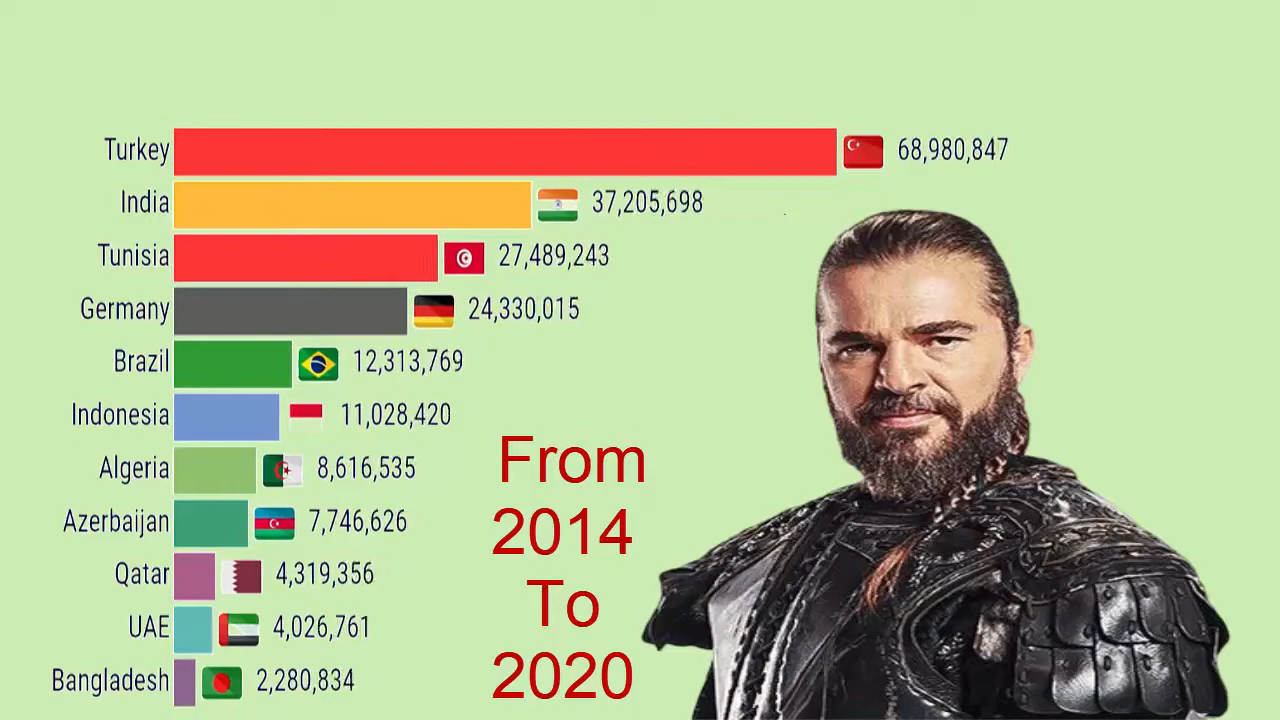 Turkey 68,980,847
India 37,205,698
Tunisia 27,489,243
Germany 24,330,015
Brazil 12,313,769
Indonesia 11,028,420
Algeria 8,616,535
Azerbaijan 7,746,626
Qatar 4,319,356
UAE 4,026,761
Bangladesh 2,280,834
From
2014
To
2020